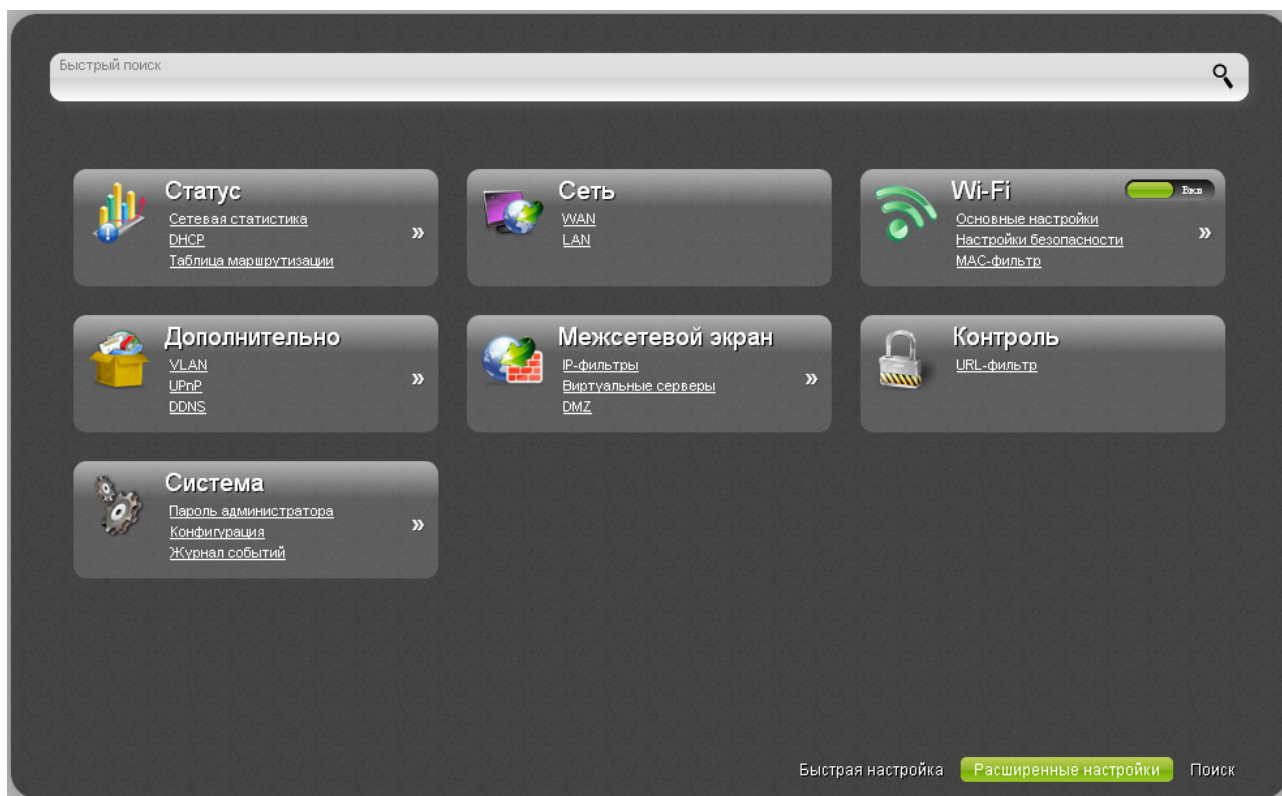 Быстрый поиск
Статус
Сетевая статистика
DHCP
Таблица маршрутизации
»
Сеть
WAN
LAN
Wi-Fi
Вкл
Основные настройки
Настройки безопасности
MAC-фильтр
»
Дополнительно
VLAN
UPnP
DDNS
»
Межсетевой экран
IP-фильтры
Виртуальные серверы
DMZ
»
Контроль
URL-фильтр
Система
Пароль администратора
Конфигурация
Журнал событий
»
Быстрая настройка
Расширенные настройки
Поиск